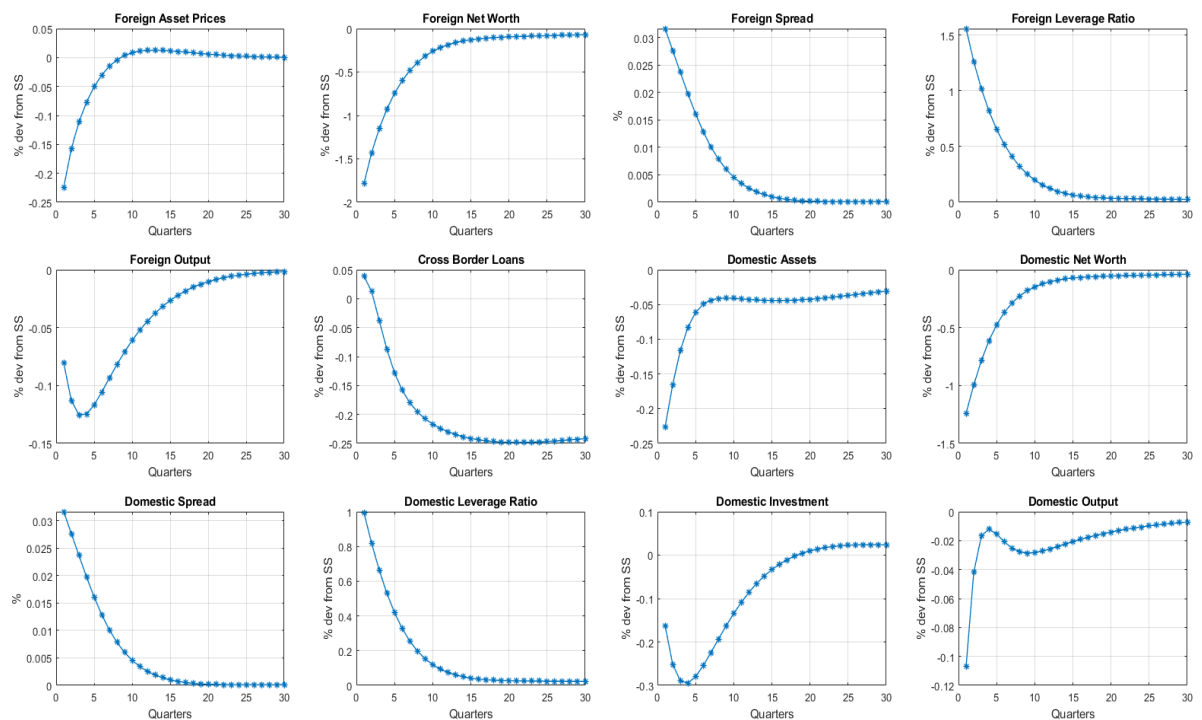 Foreign Asset Prices
% dev from SS
0.05
0
-0.05
-0.1
-0.15
-0.2
-0.25
0 5 10 15 20 25 30
Quarters
Foreign Net Worth
% dev from SS
0
-0.5
-1
-1.5
-2
0 5 10 15 20 25 30
Quarters
Foreign Spread
%
0.03
0.025
0.02
0.015
0.01
0.005
0
0 5 10 15 20 25 30
Quarters
Foreign Leverage Ratio
% dev from SS
1.5
1
0.5
0
0 5 10 15 20 25 30
Quarters
Foreign Output
% dev from SS
0
-0.05
-0.1
-0.15
0 5 10 15 20 25 30
Quarters
Cross Border Loans
% dev from SS
0.05
0
-0.05
-0.1
-0.15
-0.2
-0.25
0 5 10 15 20 25 30
Quarters
Domestic Assets
% dev from SS
0
-0.05
-0.1
-0.15
-0.2
-0.25
0 5 10 15 20 25 30
Quarters
Domestic Net Worth
% dev from SS
0
-0.5
-1
-1.5
0 5 10 15 20 25 30
Quarters
Domestic Spread
%
0.03
0.025
0.02
0.015
0.01
0.005
0
0 5 10 15 20 25 30
Quarters
Domestic Leverage Ratio
% dev from SS
1
0.8
0.6
0.4
0.2
0
0 5 10 15 20 25 30
Quarters
Domestic Investment
% dev from SS
0.1
0
-0.1
-0.2
-0.3
0 5 10 15 20 25 30
Quarters
Domestic Output
% dev from SS
0
-0.02
-0.04
-0.06
-0.08
-0.1
-0.12
0 5 10 15 20 25 30
Quarters